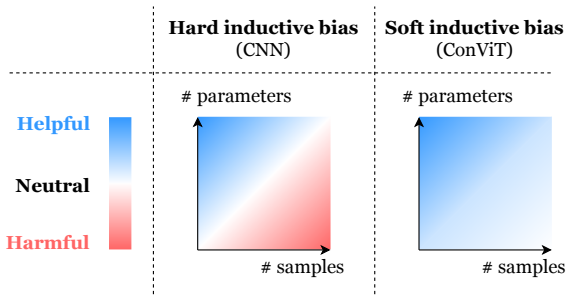 Hard inductive bias
(CNN)
Soft inductive bias
(ConViT)
Helpful
Neutral
Harmful
# parameters
# samples
# parameters
# samples